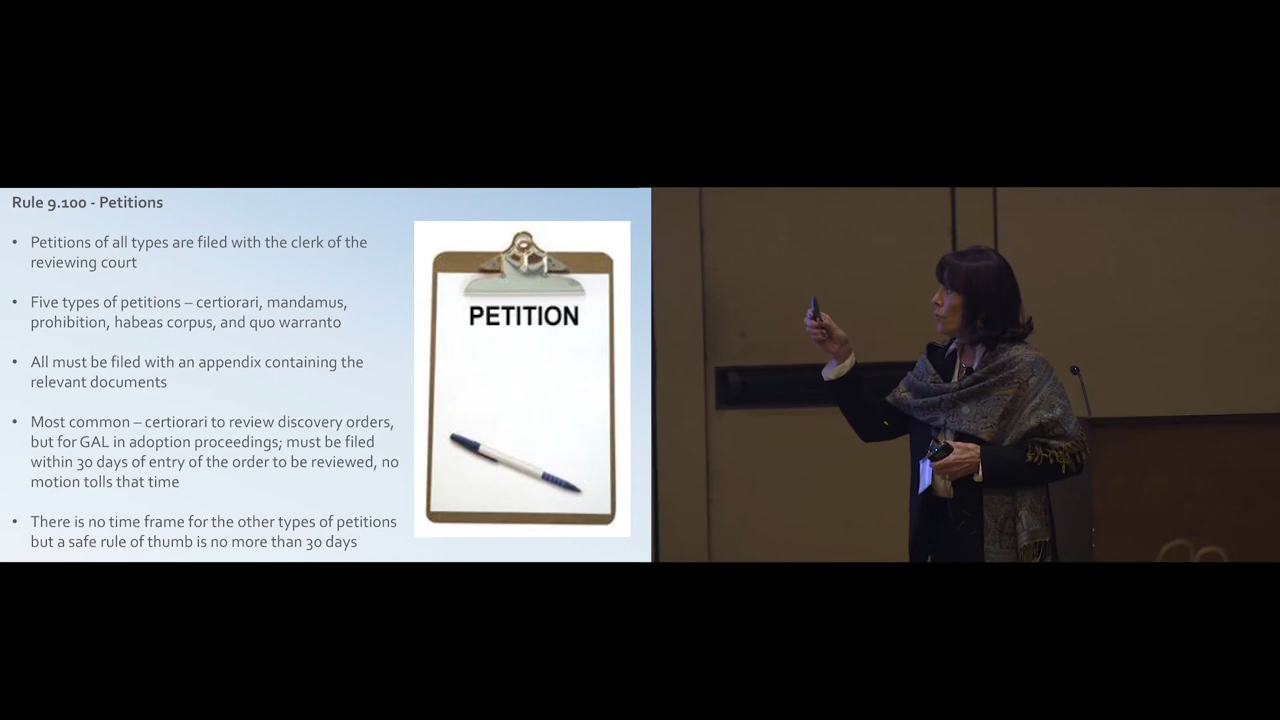 Rule 9.100 - Petitions
• Petitions of all types are filed with the clerk of the
reviewing court
• Five types of petitions – certiorari, mandamus,
prohibition, habeas corpus, and quo warranto
• All must be filed with an appendix containing the
relevant documents
• Most common – certiorari to review discovery orders,
but for GAL in adoption proceedings; must be filed
within 30 days of entry of the order to be reviewed, no
motion tolls that time
• There is no time frame for the other types of petitions
but a safe rule of thumb is no more than 30 days
PETITION